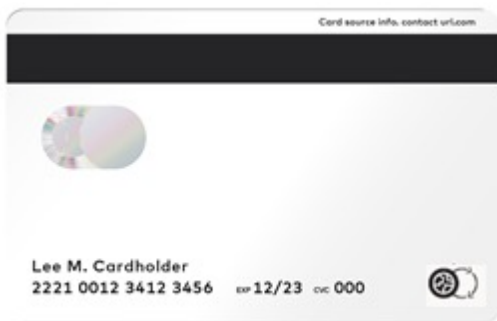 Card source info. contact url.com
Lee M. Cardholder
2221 0012 3412 3456 EXP 12/23 CVC 000